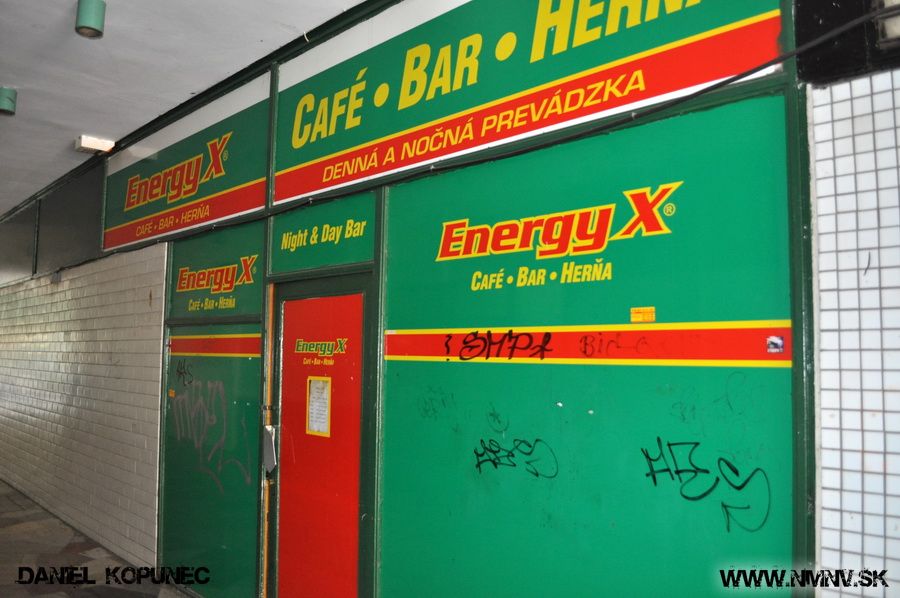 CAFÉ • BAR • HERŇA
DENNÁ A NOČNÁ PREVÁDZKA
Energy X®
CAFÉ • BAR • HERŇA
Night & Day Bar
Energy X®
CAFÉ • BAR • HERŇA
Energy X®
CAFÉ • BAR • HERŇA
Energy X
CAFÉ • BAR • HERŇA
DANIEL KOPUNEC
WWW.NMNV.SK